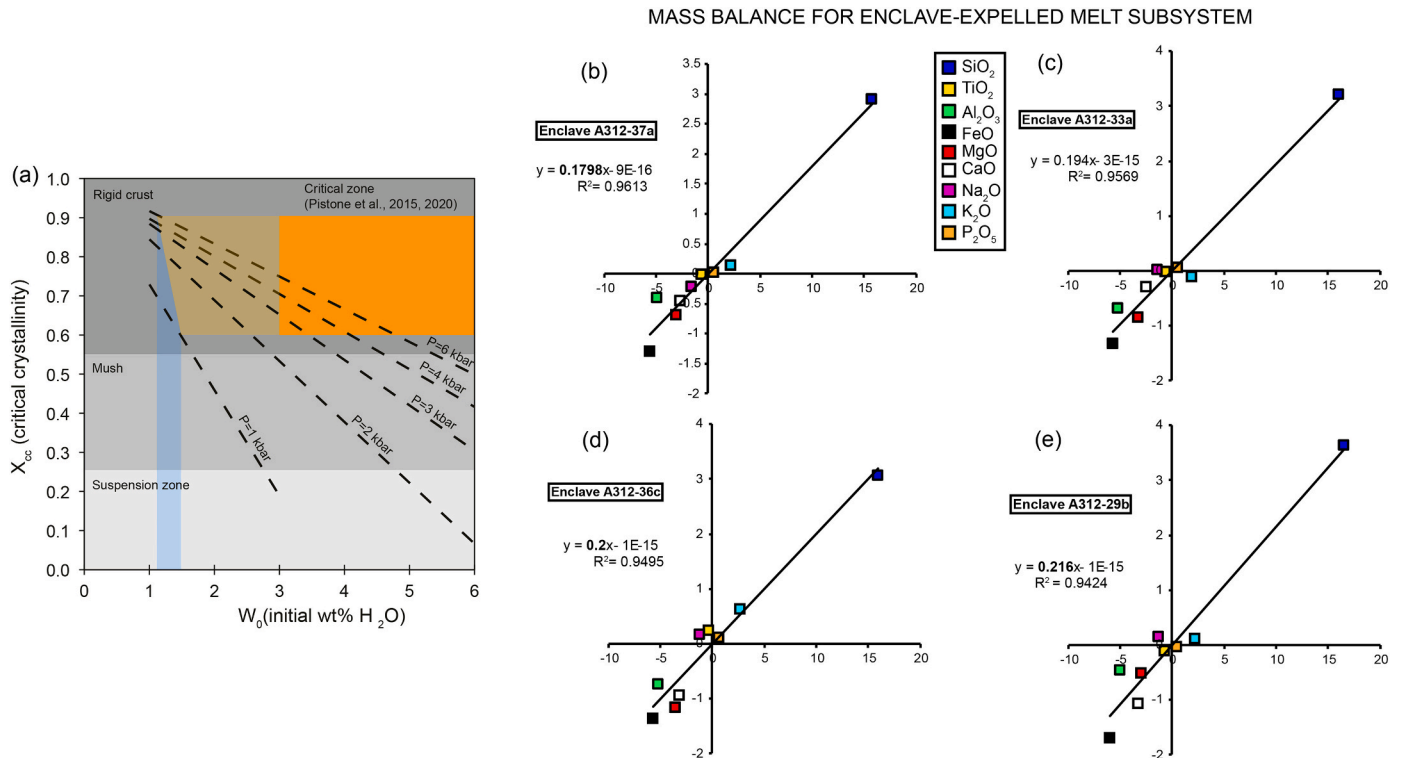 MASS BALANCE FOR ENCLAVE-EXPELLED MELT SUBSYSTEM
(a)
1.0
0.9
0.8
0.7
0.6
0.5
0.4
0.3
0.2
0.1
0.0
Xcc (critical crystallinity)
Rigid crust
Critical zone
(Pistone et al., 2015, 2020)
Mush
Suspension zone
P=6 kbar
P=4 kbar
P=3 kbar
P=2 kbar
P=1 kbar
0 1 2 3 4 5 6
W0(initial wt% H2O)
(b)
Enclave A312-37a
y = 0.1798x- 9E-16
R2= 0.9613
3.5
3
2.5
2
1.5
1
0.5
0
-0.5
-1
-1.5
-2
-10 -5 0 5 10 15 20
SiO2
TiO2
Al2O3
FeO
MgO
CaO
Na2O
K2O
P2O5
(c)
Enclave A312-33a
y = 0.194x- 3E-15
R2= 0.9569
4
3
2
1
0
-1
-2
-10 -5 0 5 10 15 20
(d)
Enclave A312-36c
y = 0.2x- 1E-15
R2= 0.9495
4
3
2
1
0
-1
-2
-10 -5 0 5 10 15 20
(e)
Enclave A312-29b
y = 0.216x- 1E-15
R2 = 0.9424
4
3
2
1
0
-1
-2
-10 -5 0 5 10 15 20